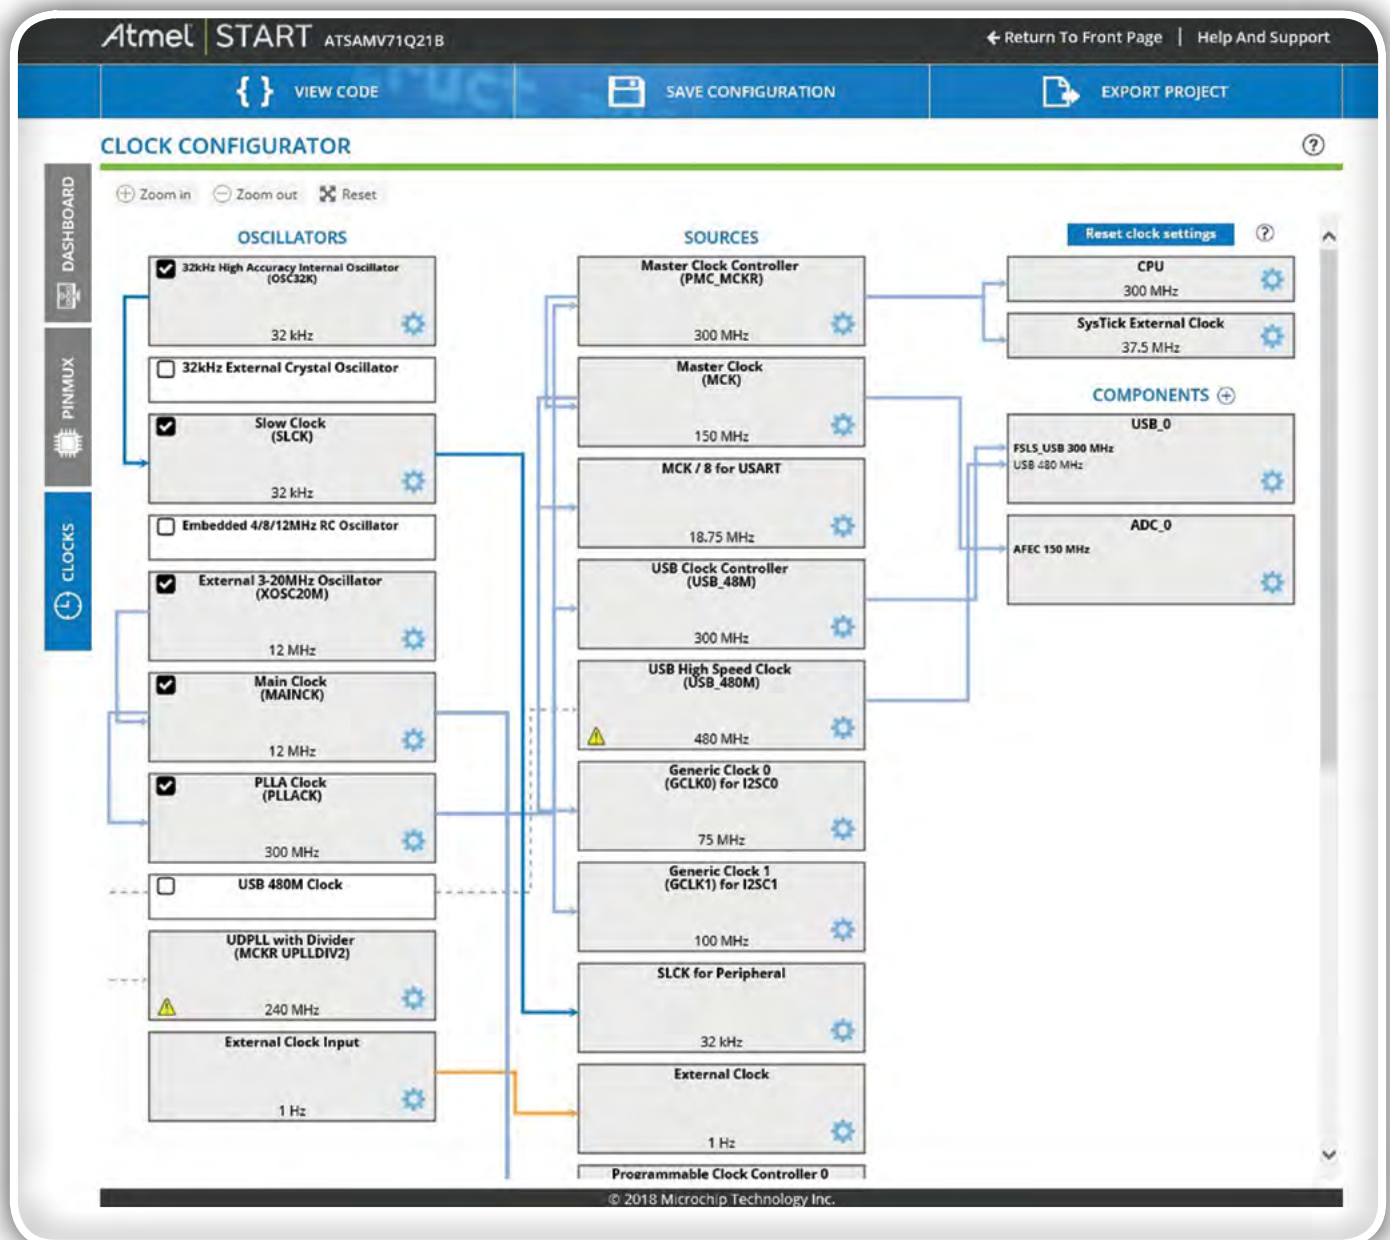 Atmel START ATSAMV71Q21B
Return To Front Page | Help And Support
{ } VIEW CODE
SAVE CONFIGURATION
EXPORT PROJECT
CLOCK CONFIGURATOR
?
DASHBOARD
PINMUX
CLOCKS
Zoom in
Zoom out
Reset
OSCILLATORS
32kHz High Accuracy Internal Oscillator
(OSC32K)
32 kHz
32kHz External Crystal Oscillator
Slow Clock
(SLCK)
32 kHz
Embedded 4/8/12MHz RC Oscillator
External 3-20MHz Oscillator
(XOSC20M)
12 MHz
Main Clock
(MAINCK)
12 MHz
PLLA Clock
(PLLACK)
300 MHz
USB 480M Clock
UDPLL with Divider
(MCKR UPLLDIV2)
240 MHz
External Clock Input
1 Hz
SOURCES
Master Clock Controller
(PMC_MCKR)
300 MHz
Master Clock
(MCK)
150 MHz
MCK / 8 for USART
18.75 MHz
USB Clock Controller
(USB_48M)
300 MHz
USB High Speed Clock
(USB_480M)
480 MHz
Generic Clock 0
(GCLK0) for I2SC0
75 MHz
Generic Clock 1
(GCLK1) for I2SC1
100 MHz
SLCK for Peripheral
32 kHz
External Clock
1 Hz
Programmable Clock Controller 0
Reset clock settings
?
CPU
300 MHz
SysTick External Clock
37.5 MHz
COMPONENTS
USB_0
FSLS_USB 300 MHz
USB 480 MHz
ADC_0
AFEC 150 MHz
© 2018 Microchip Technology Inc.